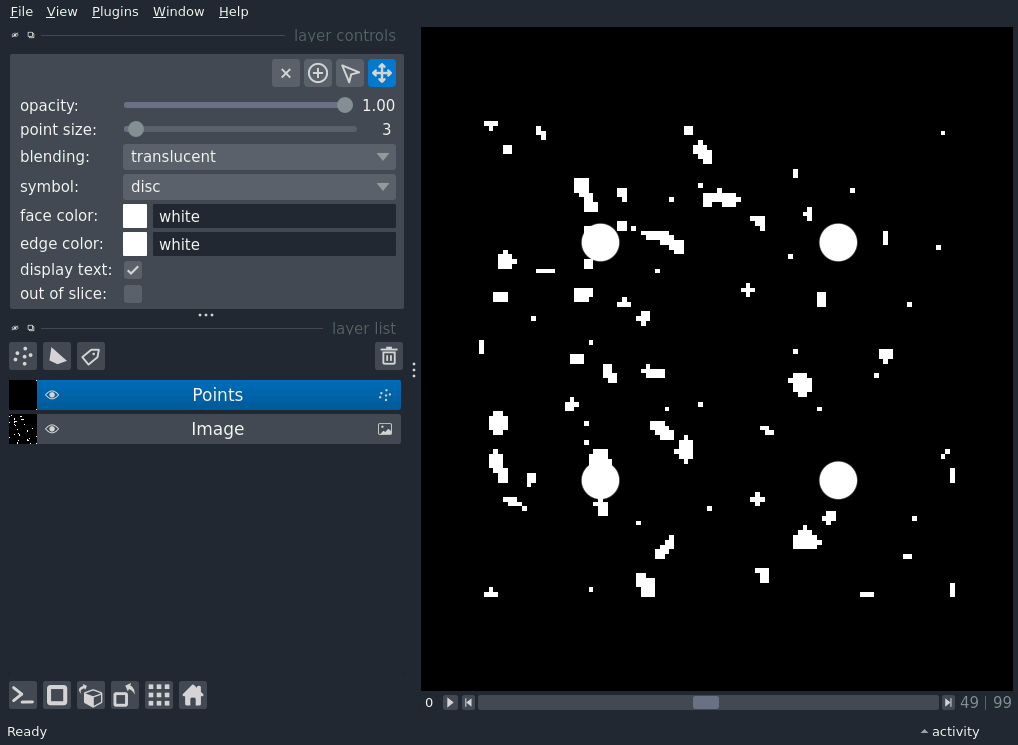 File View Plugins Window Help
layer controls
opacity: 1.00
point size: 3
blending: translucent
symbol: disc
face color: white
edge color: white
display text:
out of slice:
layer list
Points
Image
0 49 | 99
Ready activity